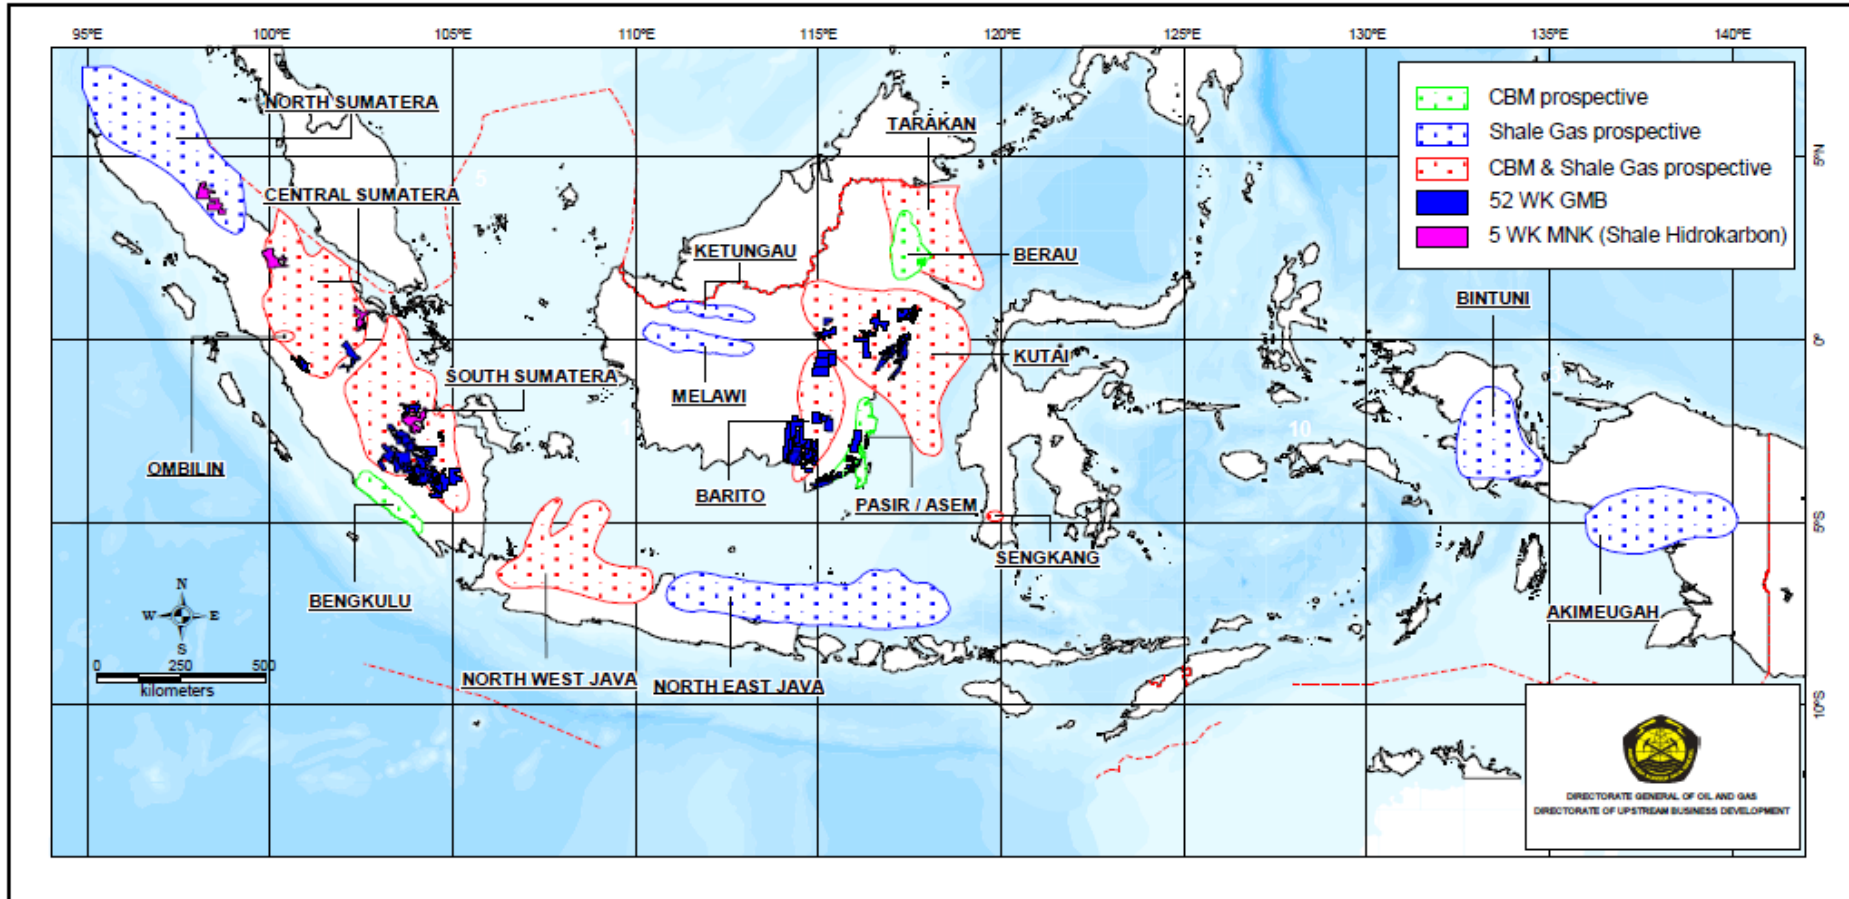 95°E 100°E 105°E 110°E 115°E 120°E 125°E 130°E 135°E 140°E
CBM prospective
Shale Gas prospective
CBM & Shale Gas prospective
52 WK GMB
5 WK MNK (Shale Hidrokarbon)
NORTH SUMATERA
TARAKAN
5°N
5
CENTRAL SUMATERA
KETUNGAU
BERAU
BINTUNI
0°
KUTAI
SOUTH SUMATERA
MELAWI
10
OMBILIN
BARITO
PASIR / ASEM
5°S
SENGKANG
BENGKULU
AKIMEUGAH
N
W E
S
0 250 500
kilometers
NORTH WEST JAVA
NORTH EAST JAVA
10°S
DIRECTORATE GENERAL OF OIL AND GAS
DIRECTORATE OF UPSTREAM BUSINESS DEVELOPMENT